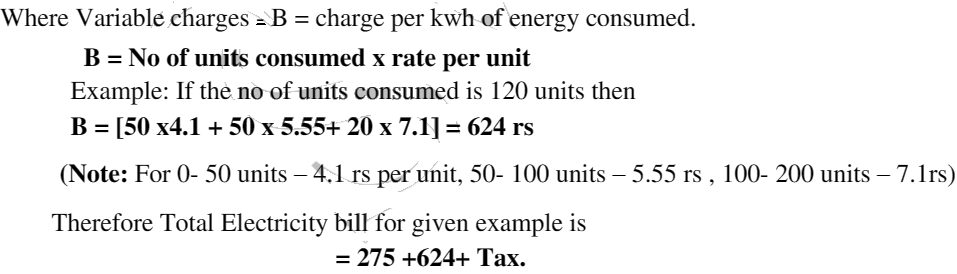 Where Variable charges = B = charge per kwh of energy consumed.
B = No of units consumed x rate per unit
Example: If the no of units consumed is 120 units then
B = [50 x4.1 + 50 x 5.55+ 20 x 7.1] = 624 rs
(Note: For 0- 50 units – 4.1 rs per unit, 50- 100 units – 5.55 rs , 100- 200 units – 7.1rs)
Therefore Total Electricity bill for given example is
= 275 +624+ Tax.